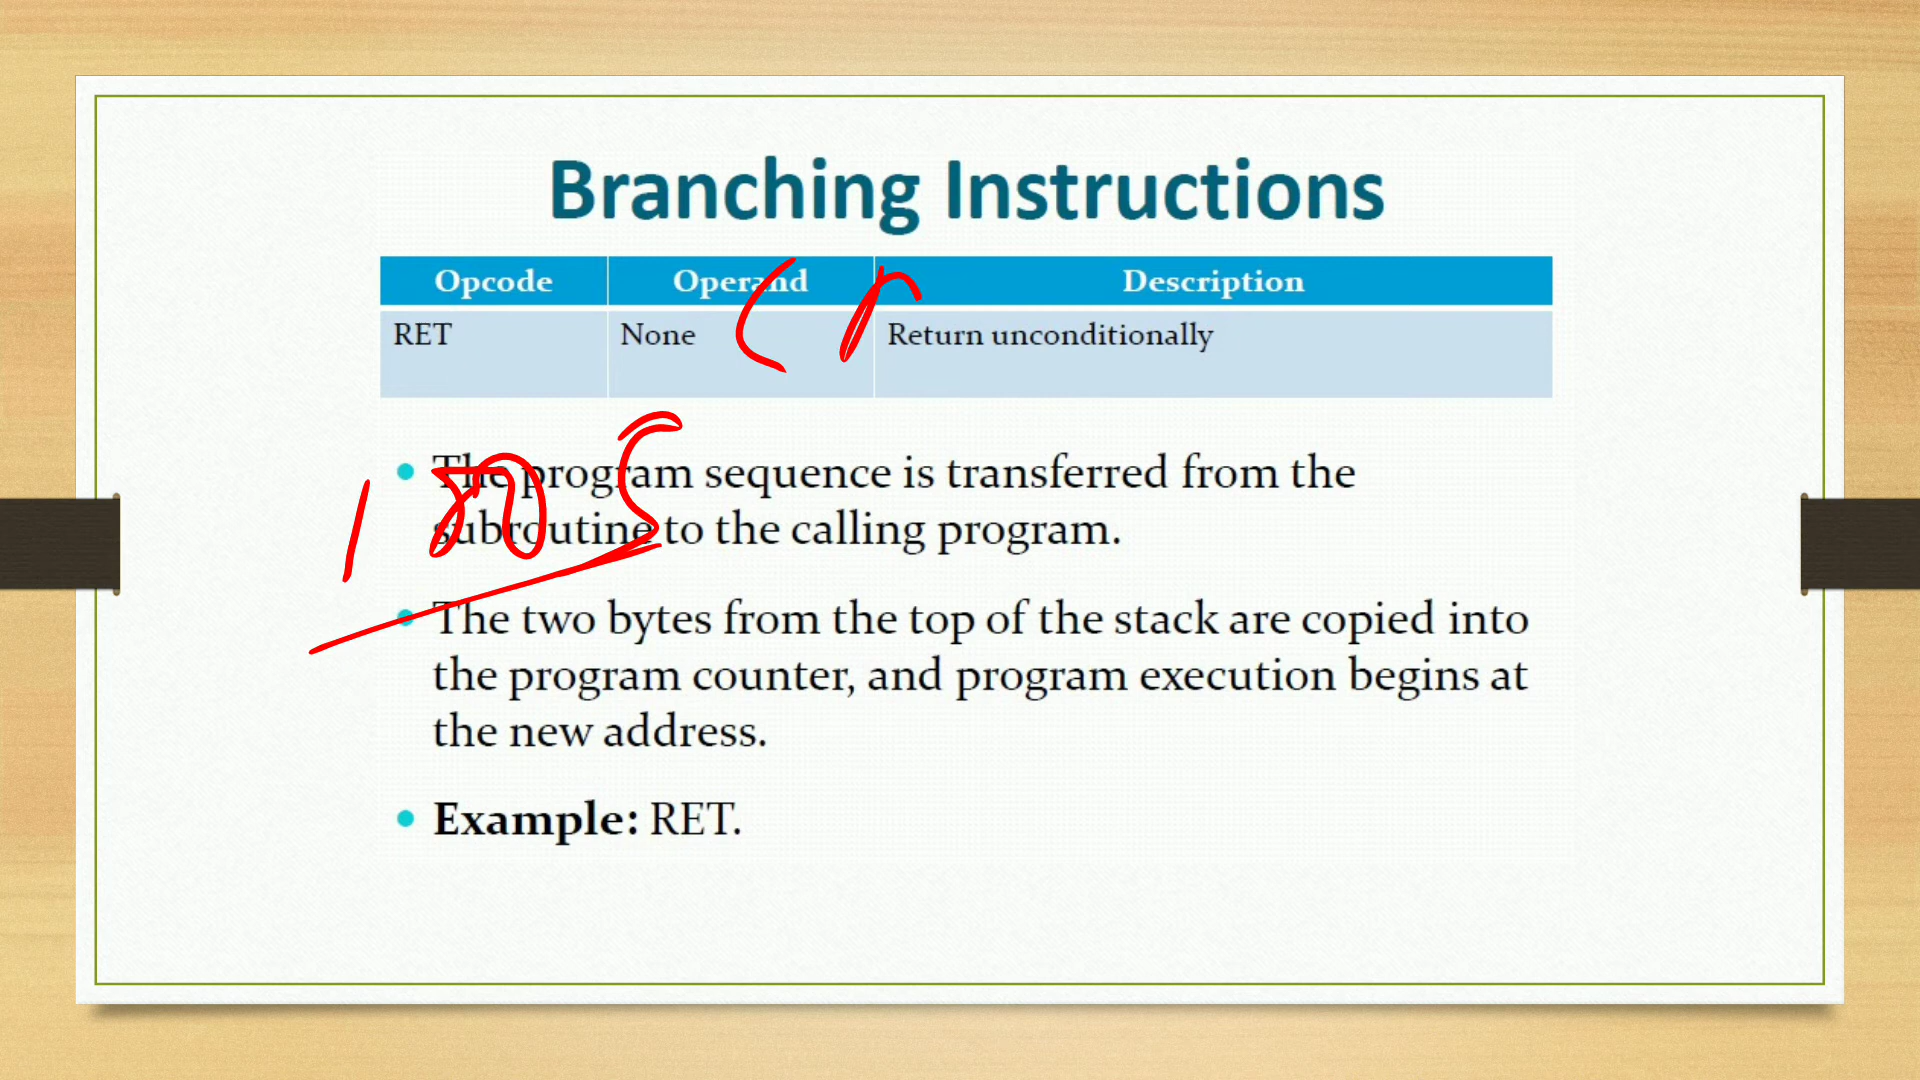 Branching Instructions
Opcode Operand Description
RET None Return unconditionally
• The program sequence is transferred from the
subroutine to the calling program.
• The two bytes from the top of the stack are copied into
the program counter, and program execution begins at
the new address.
• Example: RET.